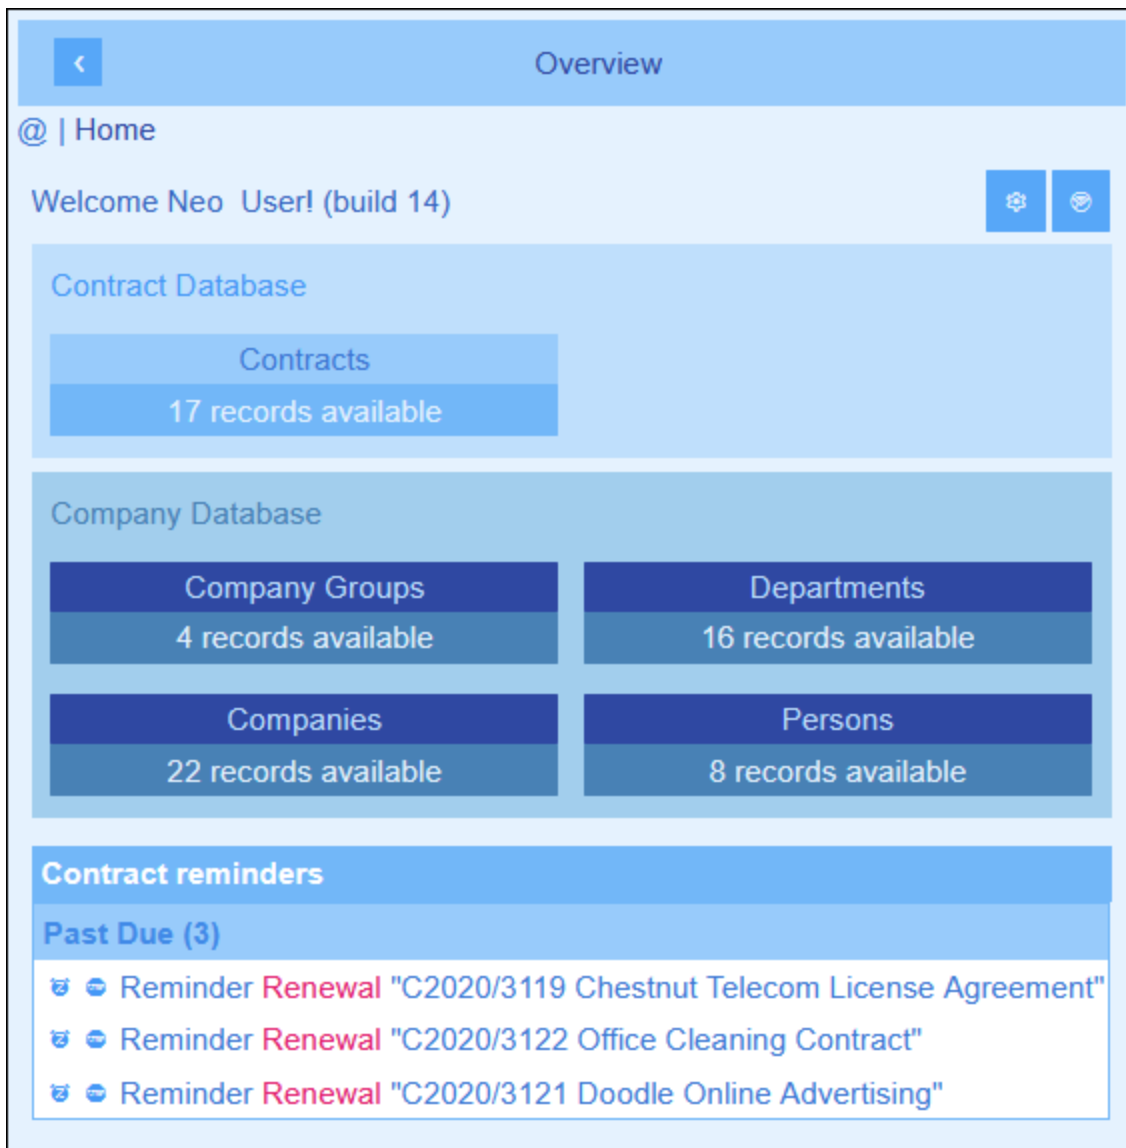 Overview
@ | Home
Welcome Neo  User! (build 14)
Contract Database
Contracts
17 records available
Company Database
Company Groups
4 records available
Departments
16 records available
Companies
22 records available
Persons
8 records available
Contract reminders
Past Due (3)
Reminder Renewal "C2020/3119 Chestnut Telecom License Agreement"
Reminder Renewal "C2020/3122 Office Cleaning Contract"
Reminder Renewal "C2020/3121 Doodle Online Advertising"